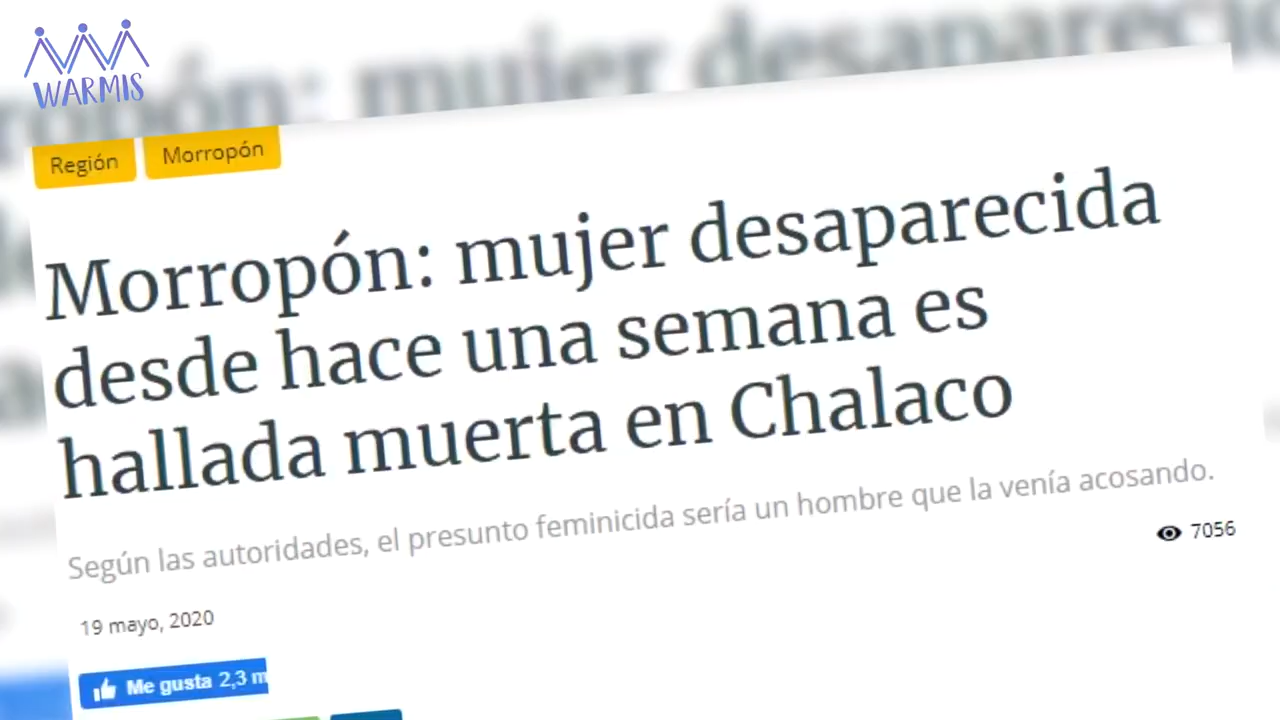 WARMIS
Región Morropón
Morropón: mujer desaparecida
desde hace una semana es
hallada muerta en Chalaco
Según las autoridades, el presunto feminicida sería un hombre que la venía acosando.
7056
19 mayo, 2020
Me gusta 2,3 m